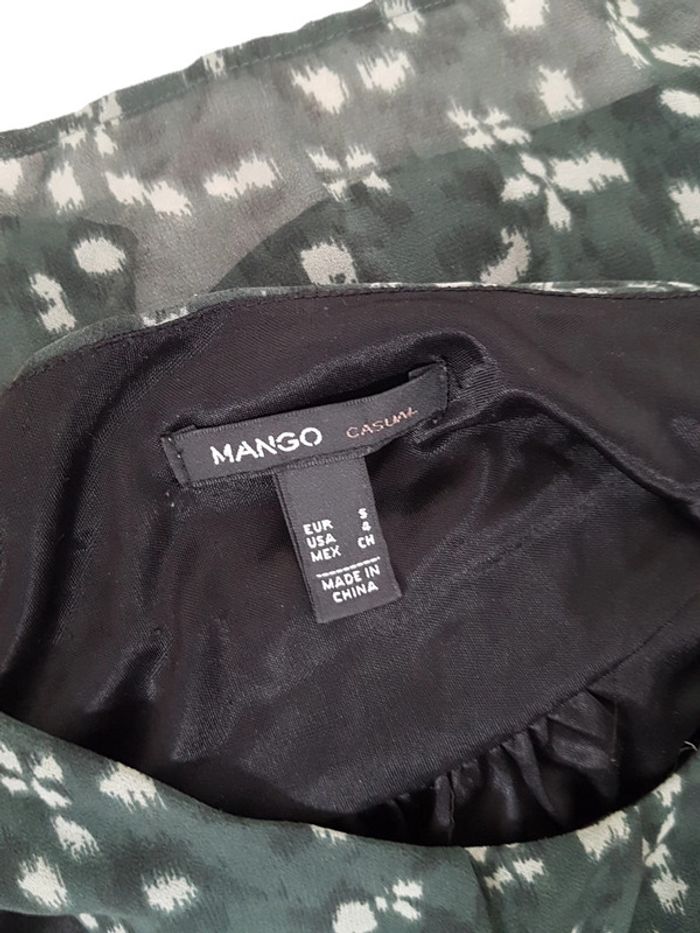 MANGO CASUAL
EUR S
USA 4
MEX CH
MADE IN
CHINA